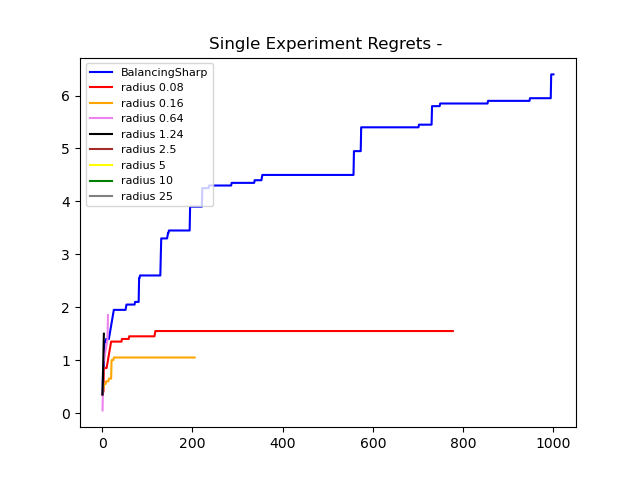 Single Experiment Regrets -
BalancingSharp
radius 0.08
radius 0.16
radius 0.64
radius 1.24
radius 2.5
radius 5
radius 10
radius 25
6
5
4
3
2
1
0
0 200 400 600 800 1000